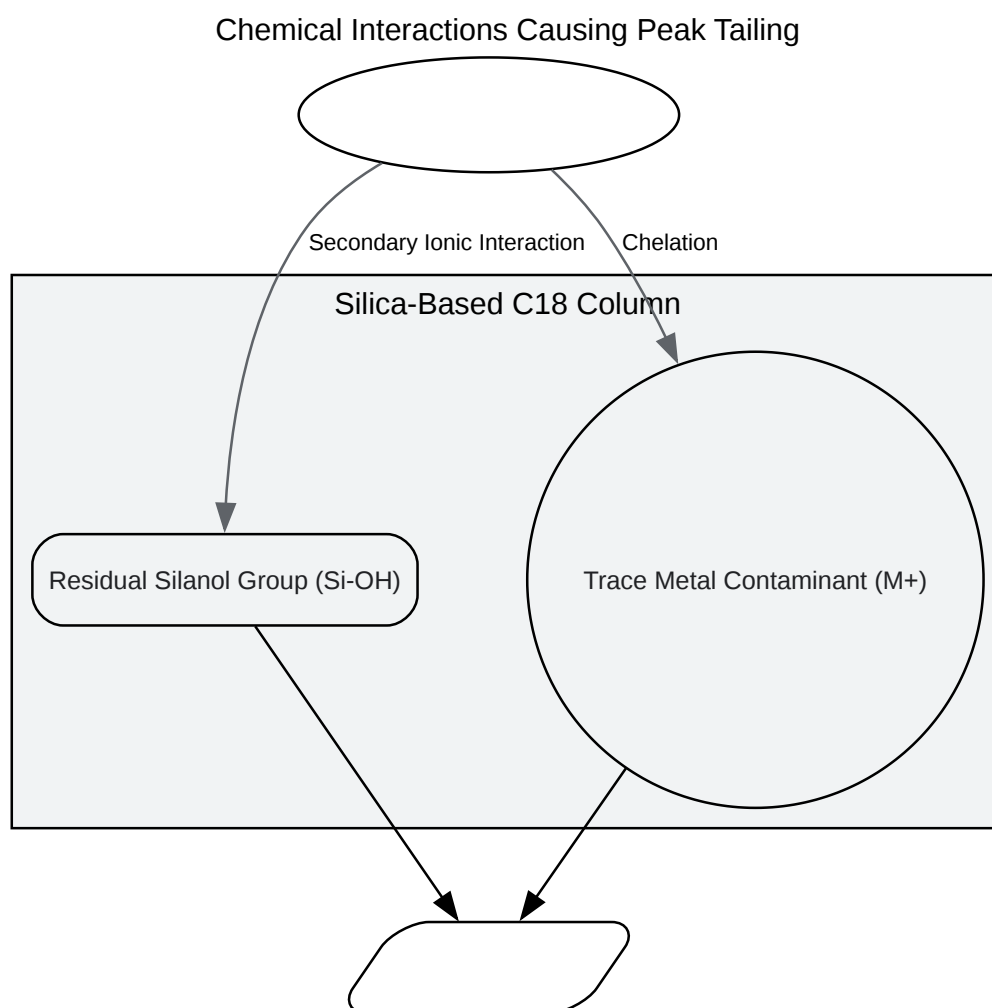 Chemical Interactions Causing Peak Tailing
Secondary Ionic Interaction
Chelation
Silica-Based C18 Column
Residual Silanol Group (Si-OH)
Trace Metal Contaminant (M+)